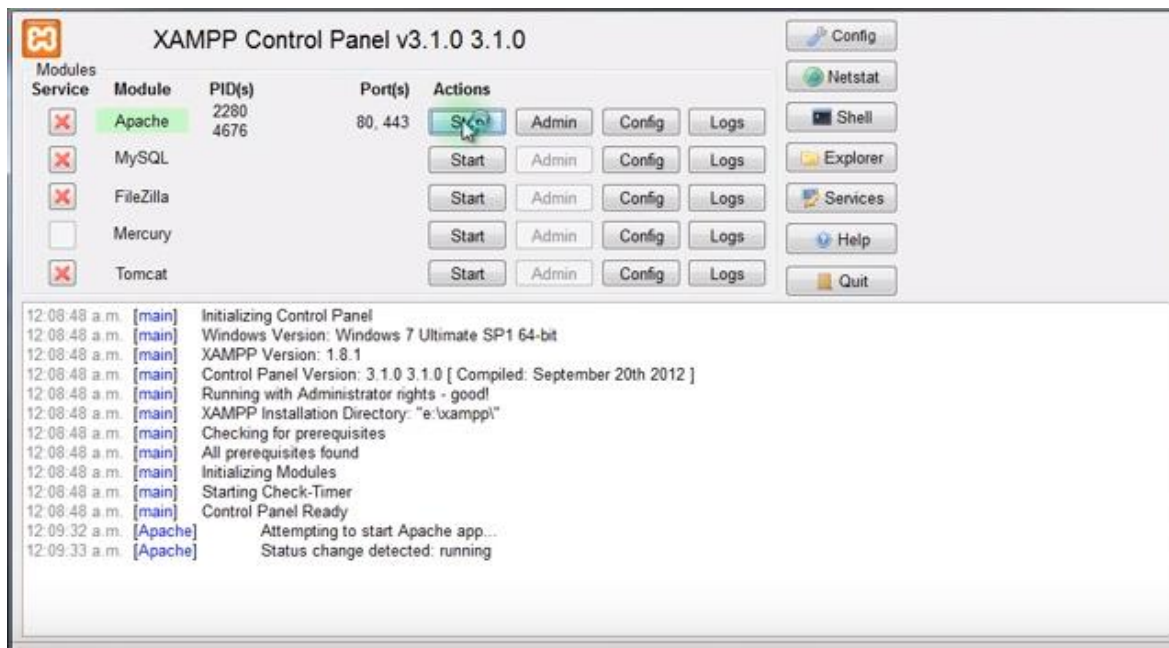 XAMPP Control Panel v3.1.0 3.1.0
Modules
Service Module PID(s) Port(s) Actions
Apache 2280 4676 80, 443 Admin Config Logs
MySQL Start Admin Config Logs
FileZilla Start Admin Config Logs
Mercury Start Admin Config Logs
Tomcat Start Admin Config Logs
Config
Netstat
Shell
Explorer
Services
Help
Quit
12:08:48 a.m. [main] Initializing Control Panel
12:08:48 a.m. [main] Windows Version: Windows 7 Ultimate SP1 64-bit
12:08:48 a.m. [main] XAMPP Version: 1.8.1
12:08:48 a.m. [main] Control Panel Version: 3.1.0 3.1.0 [ Compiled: September 20th 2012 ]
12:08:48 a.m. [main] Running with Administrator rights - good!
12:08:48 a.m. [main] XAMPP Installation Directory: "e:\xampp\"
12:08:48 a.m. [main] Checking for prerequisites
12:08:48 a.m. [main] All prerequisites found
12:08:48 a.m. [main] Initializing Modules
12:08:48 a.m. [main] Starting Check-Timer
12:08:48 a.m. [main] Control Panel Ready
12:09:32 a.m. [Apache] Attempting to start Apache app...
12:09:33 a.m. [Apache] Status change detected: running